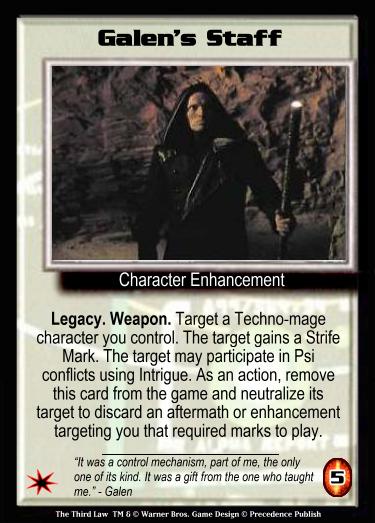 Galen's Staff
Character Enhancement
Legacy. Weapon. Target a Techno-mage
character you control. The target gains a Strife
Mark. The target may participate in Psi
conflicts using Intrigue. As an action, remove
this card from the game and neutralize its
target to discard an aftermath or enhancement
targeting you that required marks to play.
"It was a control mechanism, part of me, the only
one of its kind. It was a gift from the one who taught
me." - Galen
5
The Third Law TM & © Warner Bros. Game Design © Precedence Publish